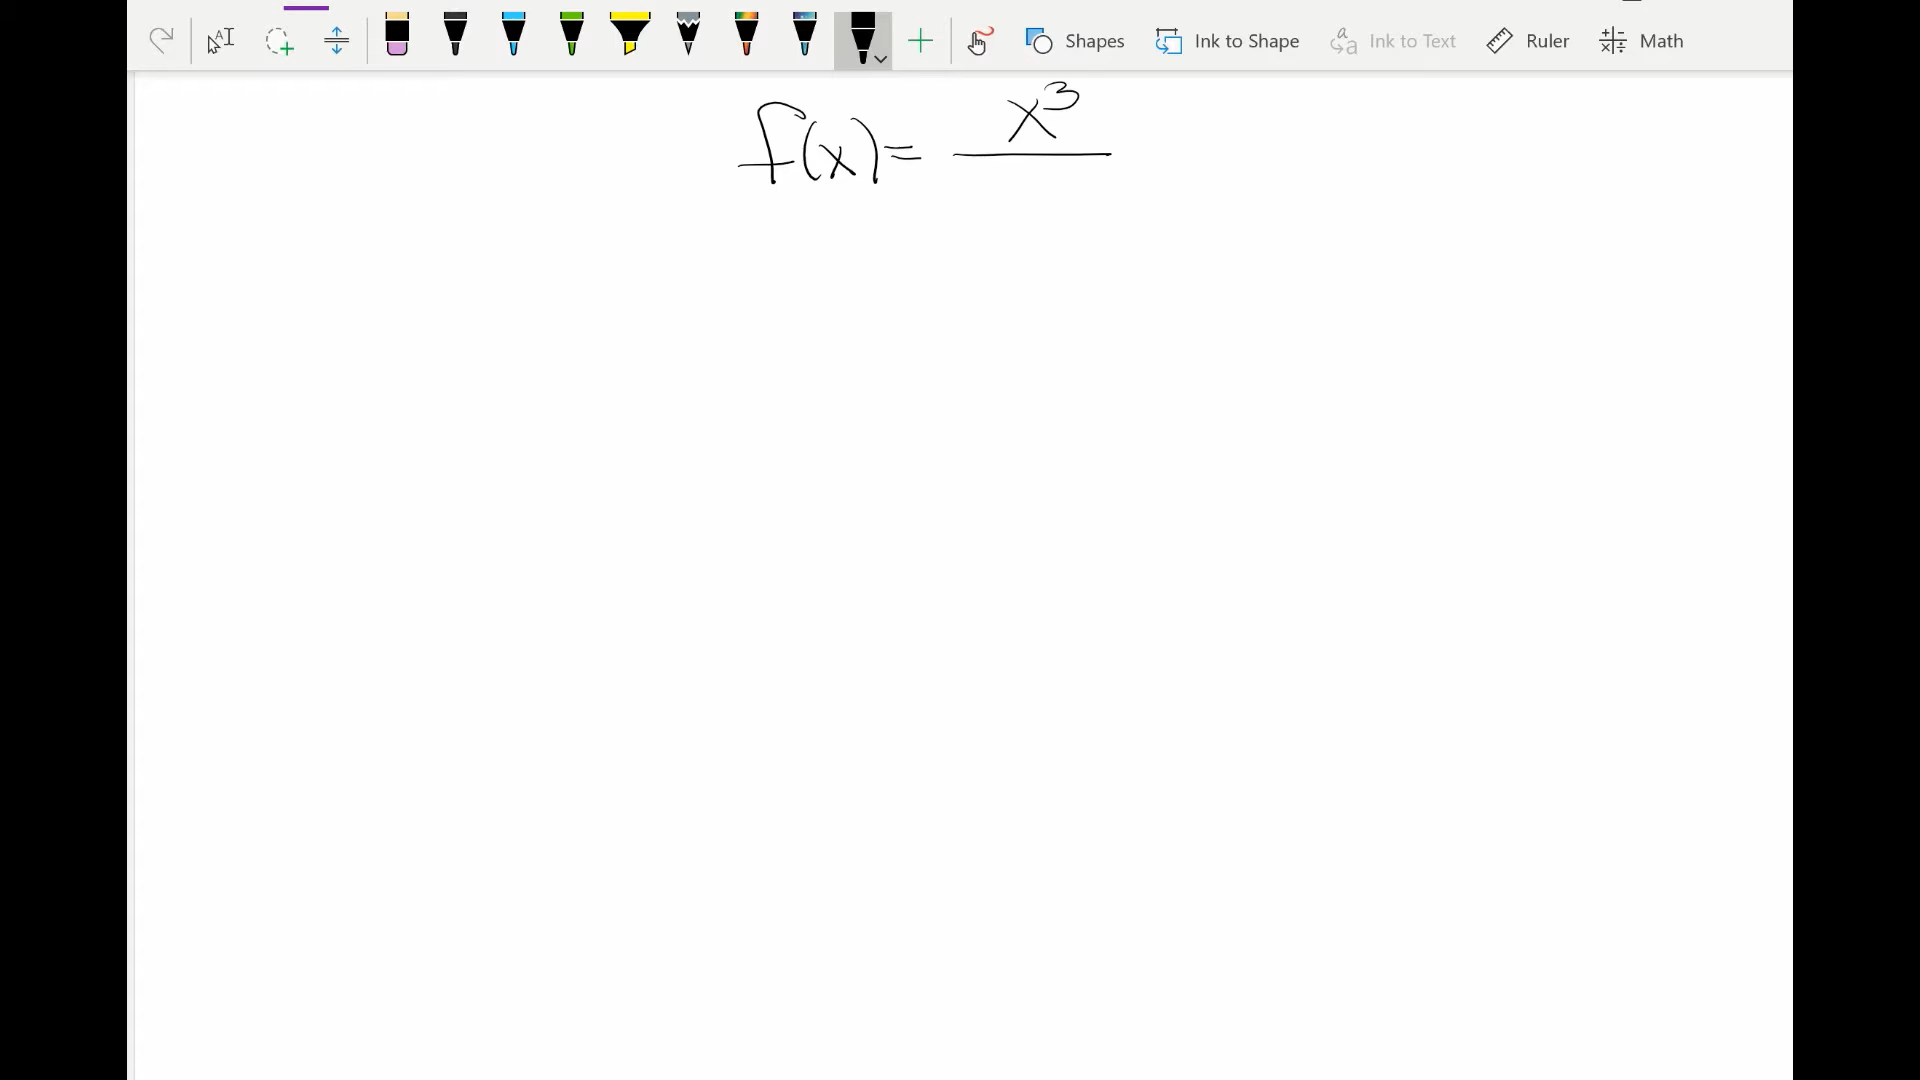 Shapes Ink to Shape Ink to Text Ruler Math
f(x)= x³